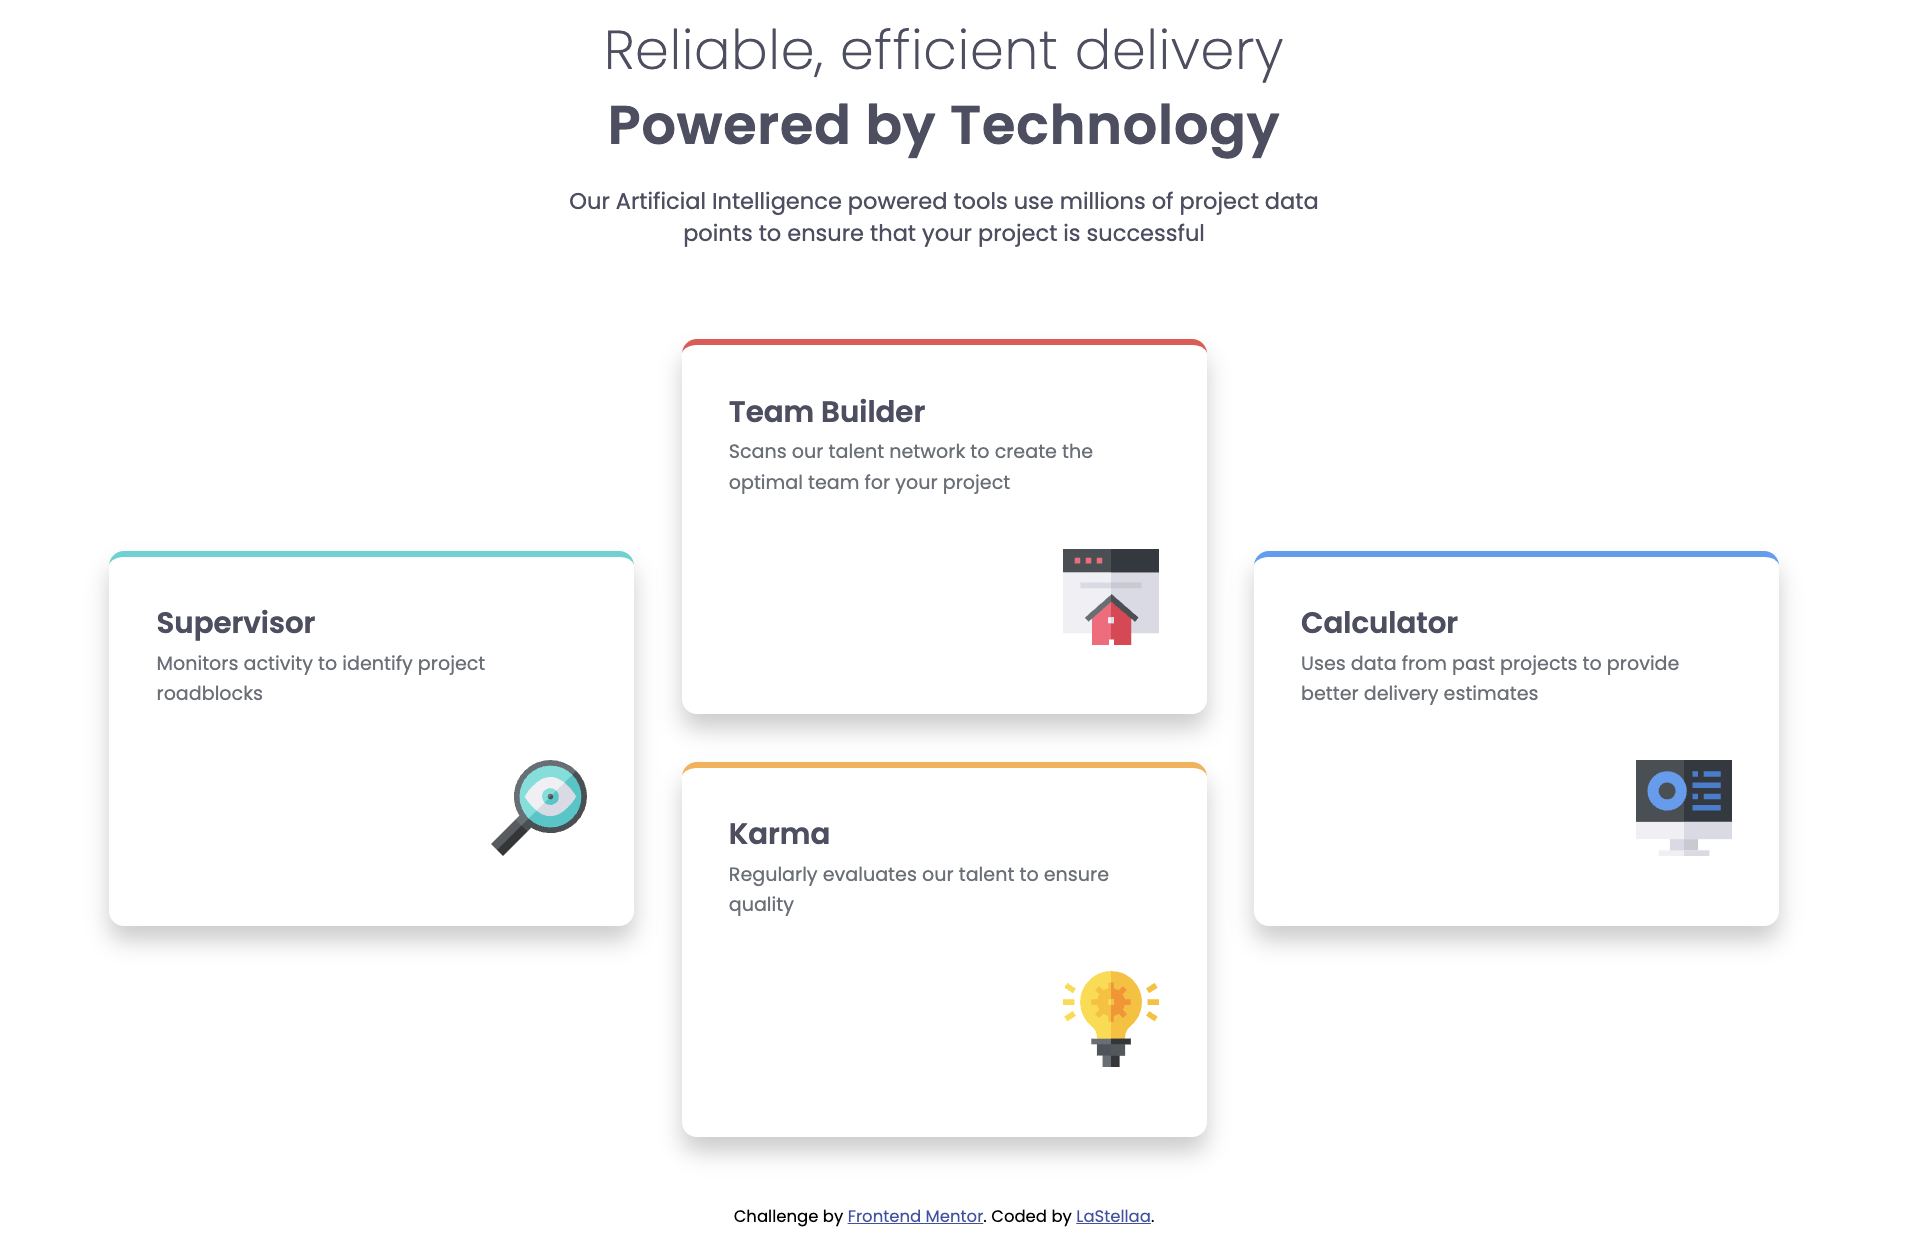 Reliable, efficient delivery
Powered by Technology
Our Artificial Intelligence powered tools use millions of project data
points to ensure that your project is successful
Team Builder
Scans our talent network to create the
optimal team for your project
Supervisor
Monitors activity to identify project
roadblocks
Calculator
Uses data from past projects to provide
better delivery estimates
Karma
Regularly evaluates our talent to ensure
quality
Challenge by Frontend Mentor. Coded by LaStellaa.